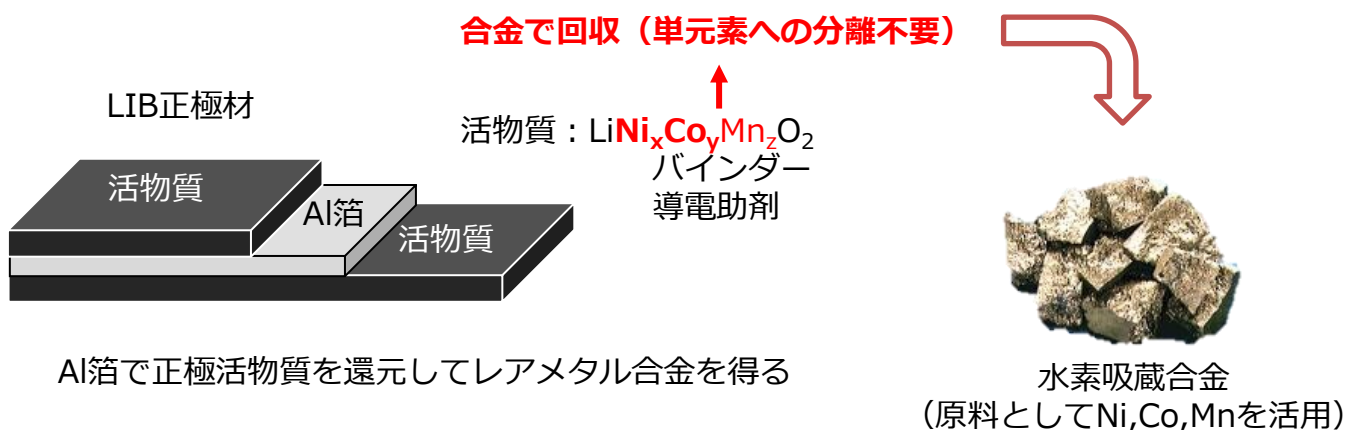 合金で回収（単元素への分離不要）
LIB正極材
活物質：LiNixCoyMnzO2
バインダー
導電助剤
活物質
Al箔
活物質
Al箔で正極活物質を還元してレアメタル合金を得る
水素吸蔵合金
（原料としてNi,Co,Mnを活用）